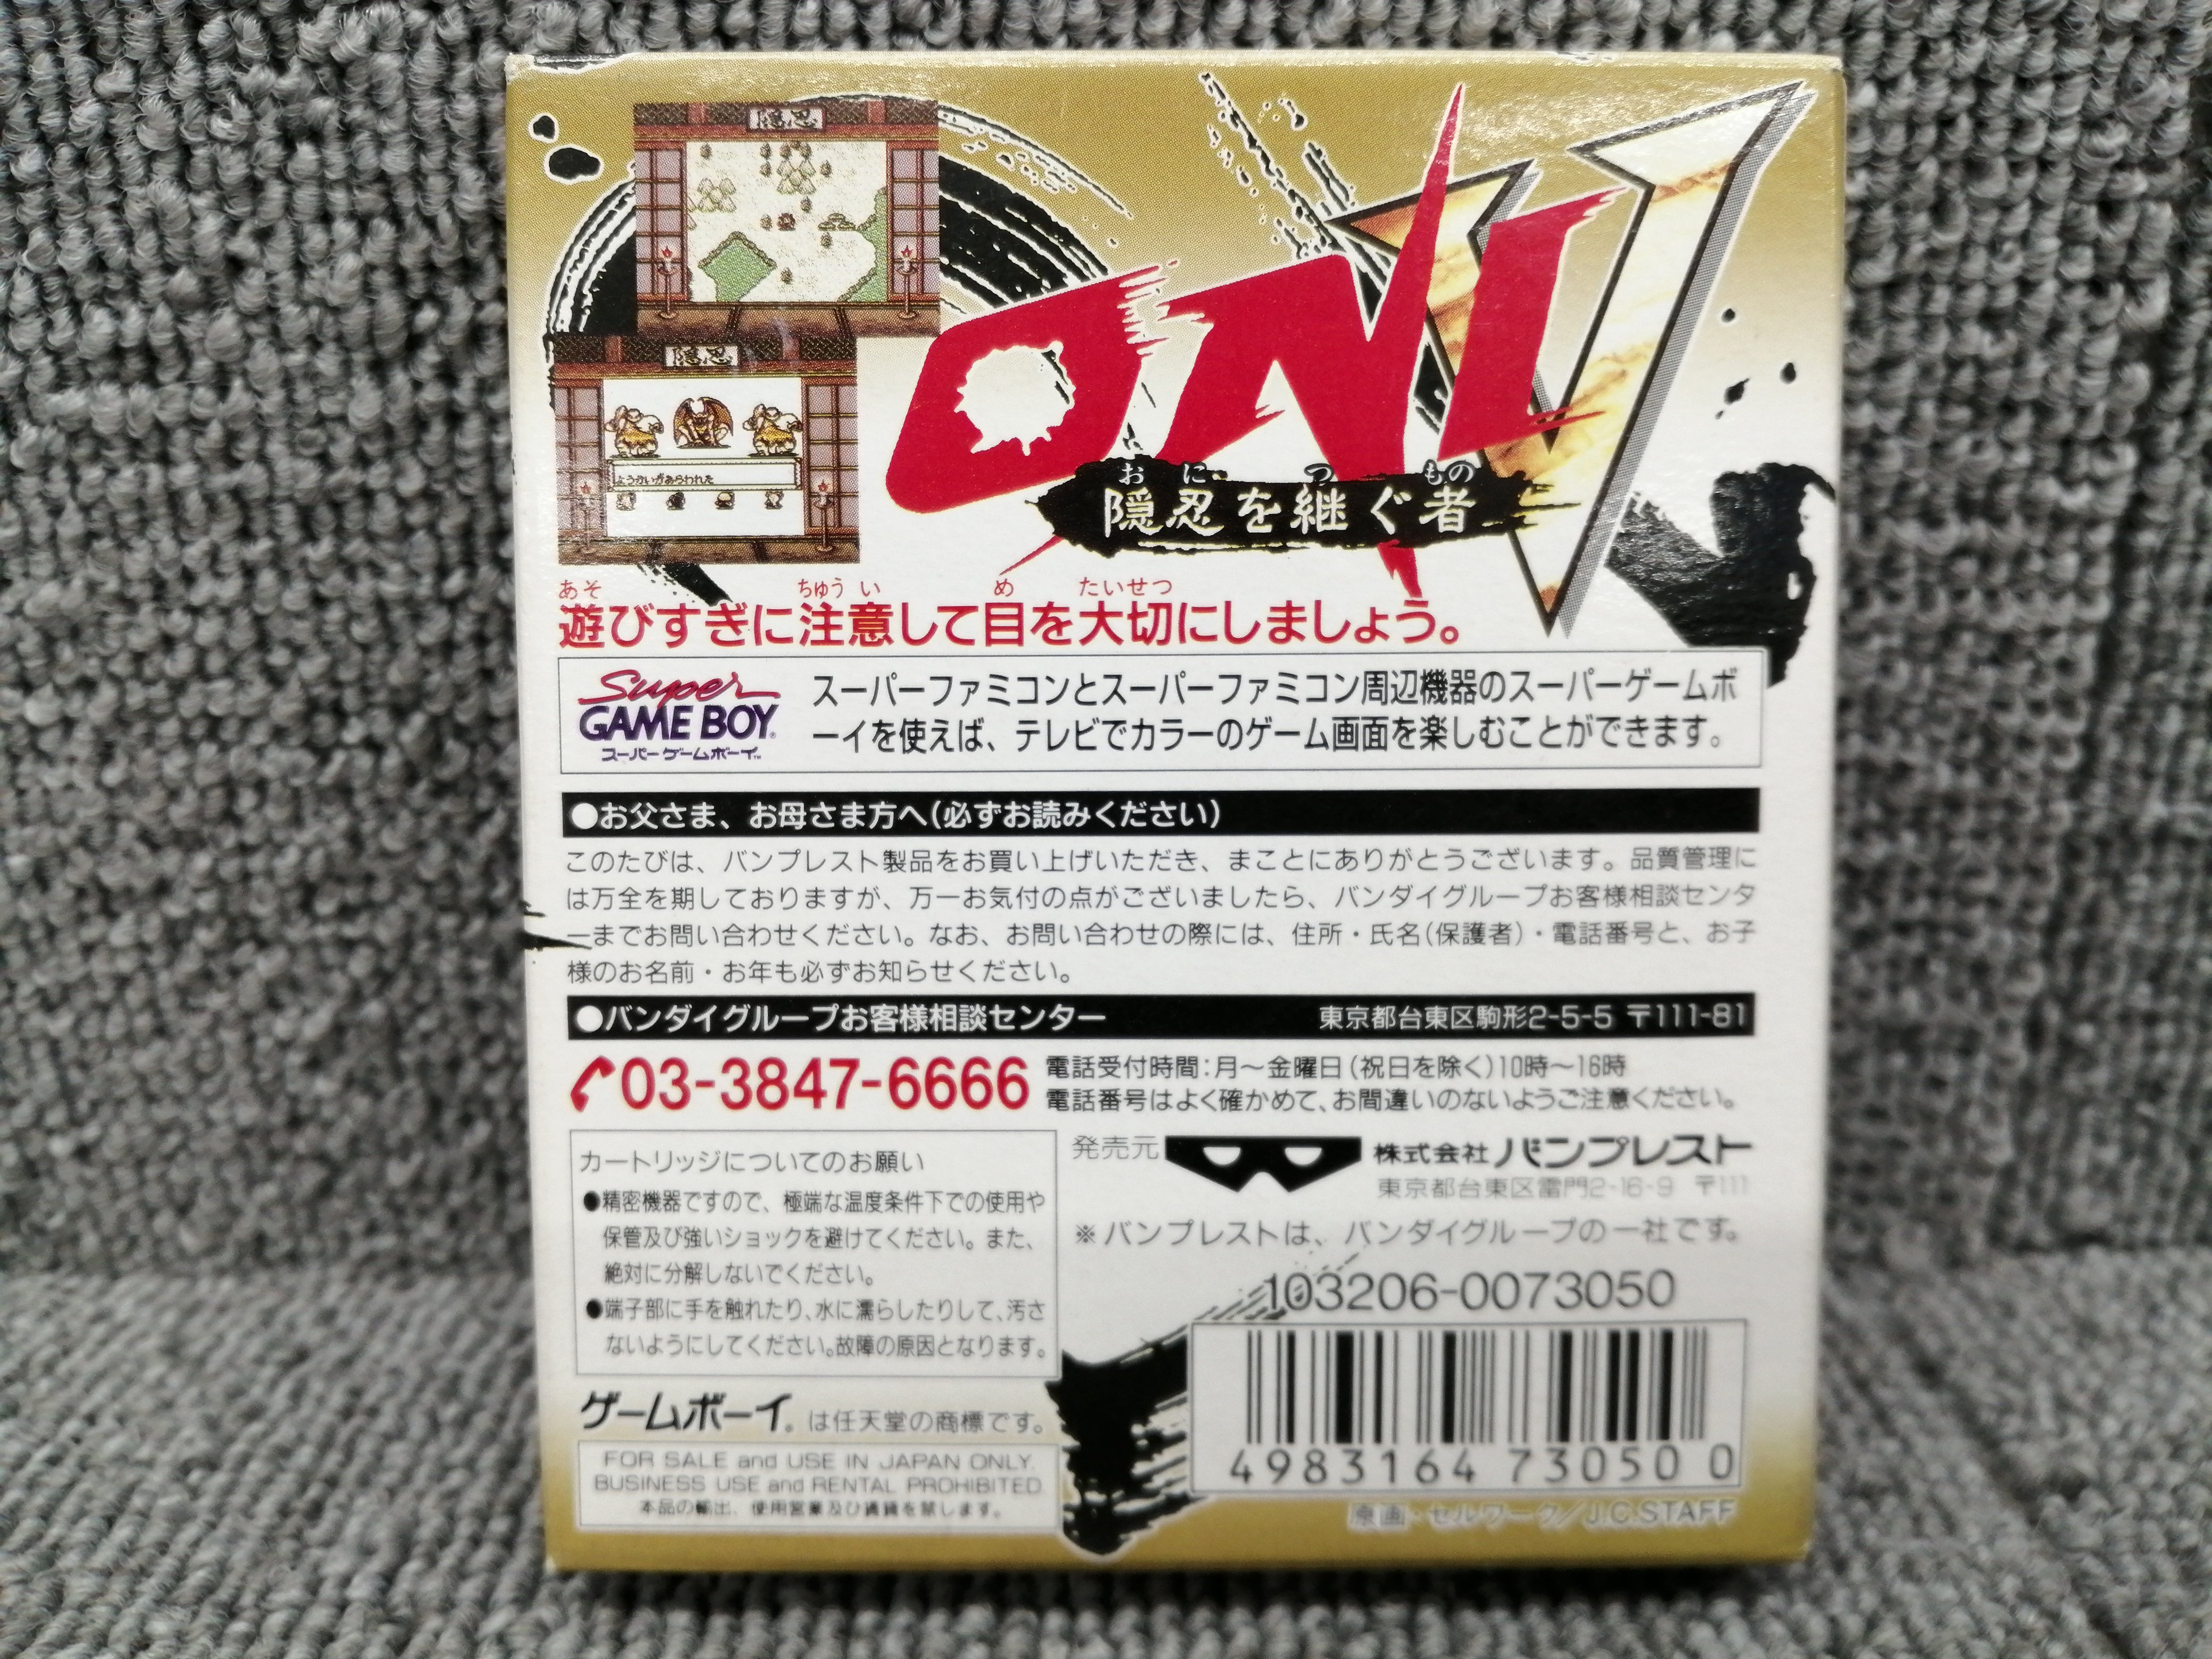 隠忍
隠忍
ようかいがあらわれた
ONI V
おに つ もの
隠忍を継ぐ者
あそ ちゅうい め たいせつ
遊びすぎに注意して目を大切にしましょう。
Super
GAME BOY®
スーパーゲームボーイ™
スーパーファミコンとスーパーファミコン周辺機器のスーパーゲームボ
ーイを使えば、テレビでカラーのゲーム画面を楽しむことができます。
●お父さま、お母さま方へ(必ずお読みください)
このたびは、バンプレスト製品をお買い上げいただき、まことにありがとうございます。品質管理に
は万全を期しておりますが、万一お気付の点がございましたら、バンダイグループお客様相談センタ
ーまでお問い合わせください。なお、お問い合わせの際には、住所・氏名(保護者)・電話番号と、お子
様のお名前・お年も必ずお知らせください。
●バンダイグループお客様相談センター 東京都台東区駒形2-5-5 〒111-81
03-3847-6666
電話受付時間:月〜金曜日(祝日を除く)10時〜16時
電話番号はよく確かめて、お間違いのないようご注意ください。
カートリッジについてのお願い
●精密機器ですので、極端な温度条件下での使用や
保管及び強いショックを避けてください。また、
絶対に分解しないでください。
●端子部に手を触れたり、水に濡らしたりして、汚さ
ないようにしてください。故障の原因となります。
発売元 株式会社バンプレスト
東京都台東区雷門2-16-9 〒111
※バンプレストは、バンダイグループの一社です。
103206-0073050
4983164 73050 0
ゲームボーイ®は任天堂の商標です。
FOR SALE and USE IN JAPAN ONLY.
BUSINESS USE and RENTAL PROHIBITED.
本品の輸出、使用営業及び賃貸を禁じます。
原画・セルワーク/J.C.STAFF